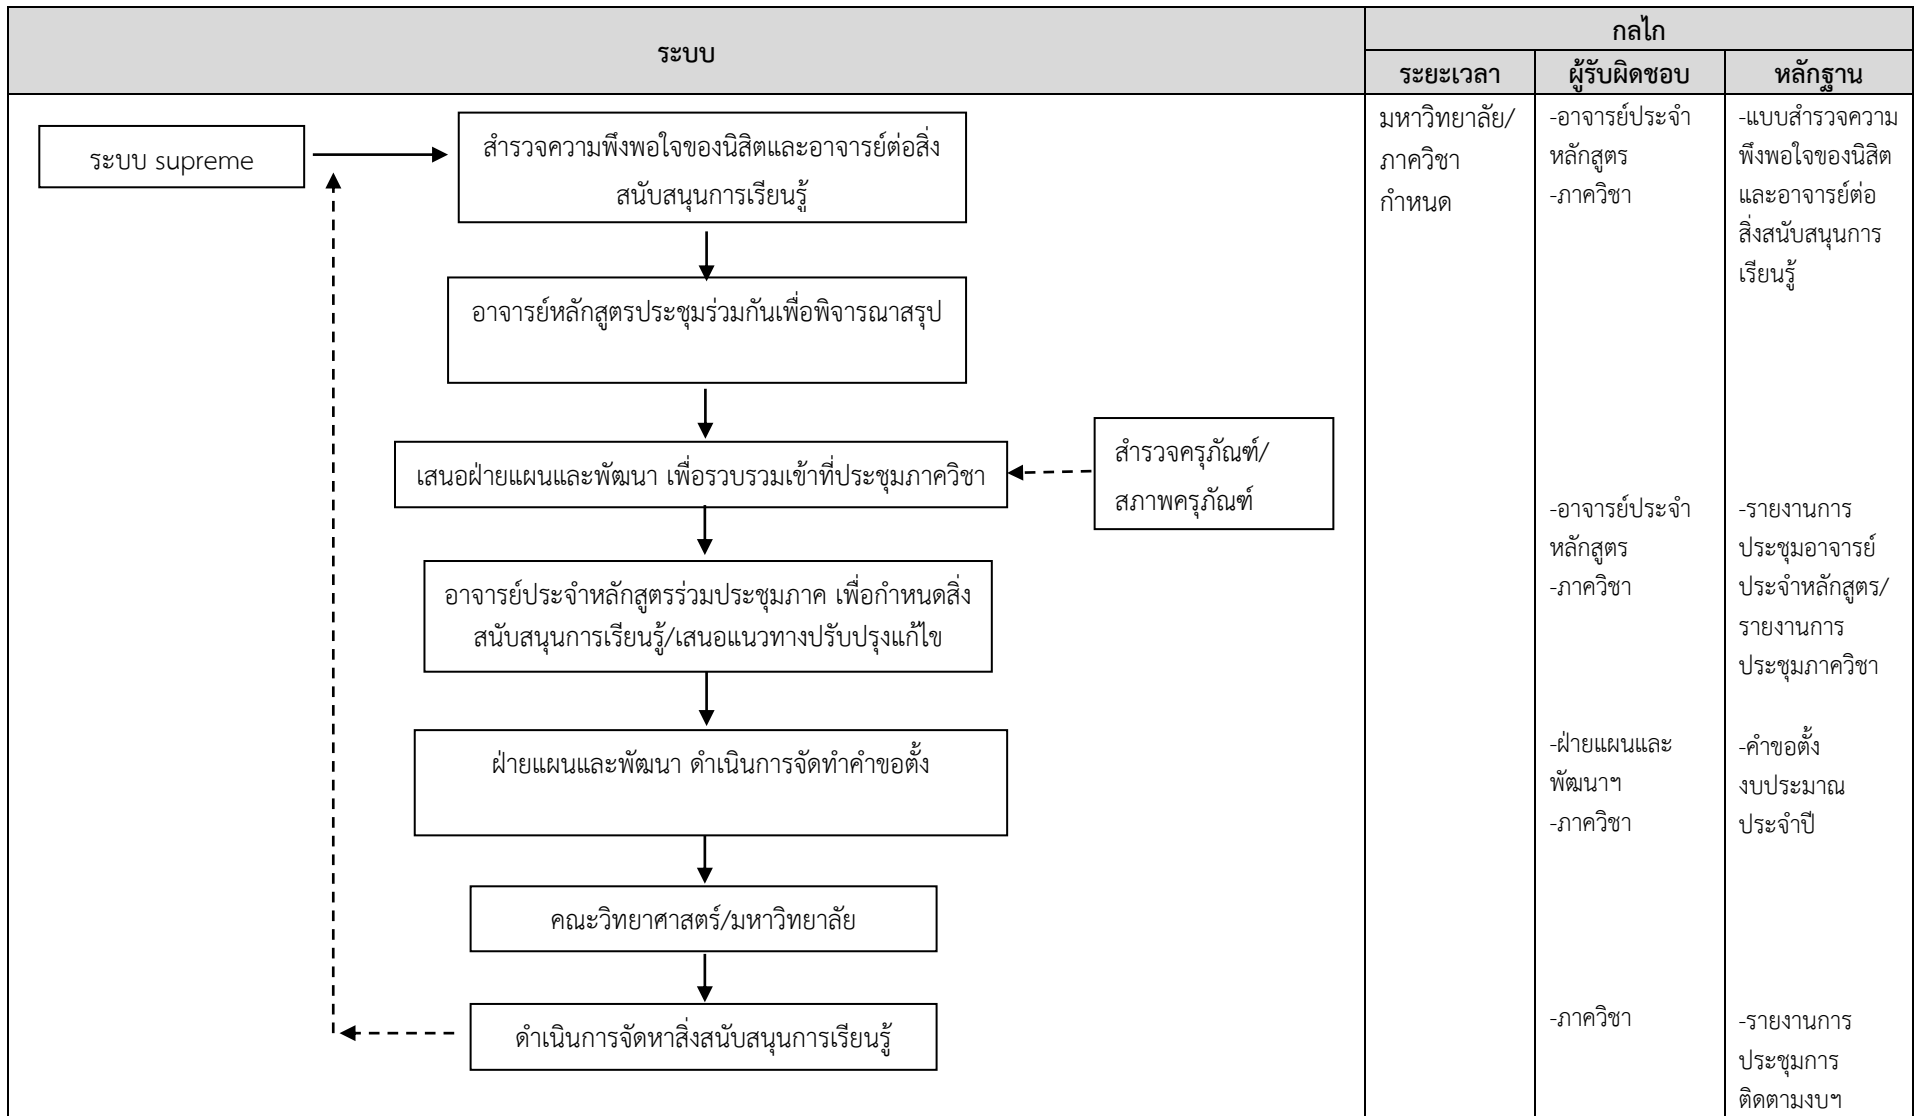 ระบบ
กลไก
ระยะเวลา
ผู้รับผิดชอบ
หลักฐาน
ระบบ supreme
สำรวจความพึงพอใจของนิสิตและอาจารย์ต่อสิ่ง
สนับสนุนการเรียนรู้
อาจารย์หลักสูตรประชุมร่วมกันเพื่อพิจารณาสรุป
เสนอฝ่ายแผนและพัฒนา เพื่อรวบรวมเข้าที่ประชุมภาควิชา
สำรวจครุภัณฑ์/
สภาพครุภัณฑ์
อาจารย์ประจำหลักสูตรร่วมประชุมภาค เพื่อกำหนดสิ่ง
สนับสนุนการเรียนรู้/เสนอแนวทางปรับปรุงแก้ไข
ฝ่ายแผนและพัฒนา ดำเนินการจัดทำคำขอตั้ง
คณะวิทยาศาสตร์/มหาวิทยาลัย
ดำเนินการจัดหาสิ่งสนับสนุนการเรียนรู้
มหาวิทยาลัย/
ภาควิชา
กำหนด
-อาจารย์ประจำ
หลักสูตร
-ภาควิชา
-อาจารย์ประจำ
หลักสูตร
-ภาควิชา
-ฝ่ายแผนและ
พัฒนาฯ
-ภาควิชา
-ภาควิชา
-แบบสำรวจความ
พึงพอใจของนิสิต
และอาจารย์ต่อ
สิ่งสนับสนุนการ
เรียนรู้
-รายงานการ
ประชุมอาจารย์
ประจำหลักสูตร/
รายงานการ
ประชุมภาควิชา
-คำขอตั้ง
งบประมาณ
ประจำปี
-รายงานการ
ประชุมการ
ติดตามงบฯ